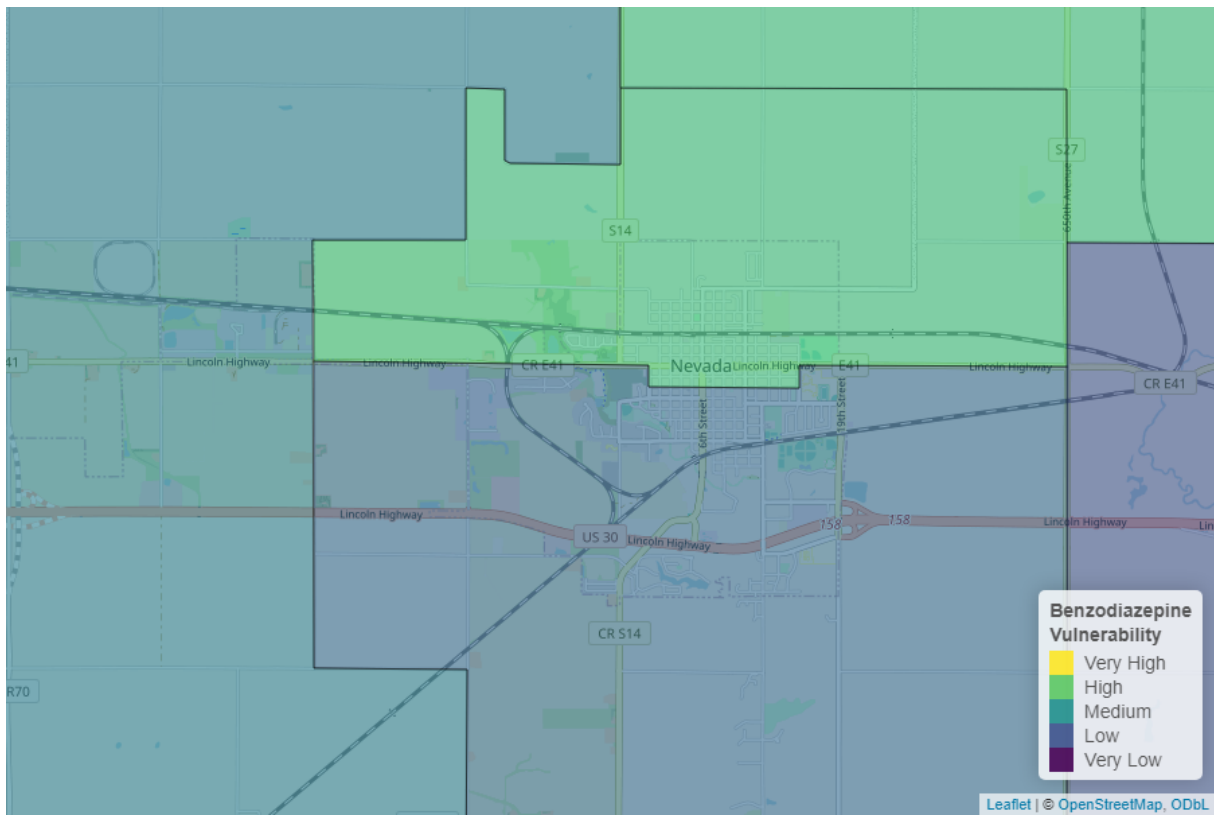 S27
650th Avenue
S14
41
Lincoln Highway
Lincoln Highway
CR E41
Nevada
Lincoln Highway
E41
Lincoln Highway
CR E41
19th Street
6th Street
Lincoln Highway
US 30
Lincoln Highway
158
158
Lincoln Highway
Lin
CR S14
R70
Benzodiazepine
Vulnerability
Very High
High
Medium
Low
Very Low
Leaflet | © OpenStreetMap, ODbL